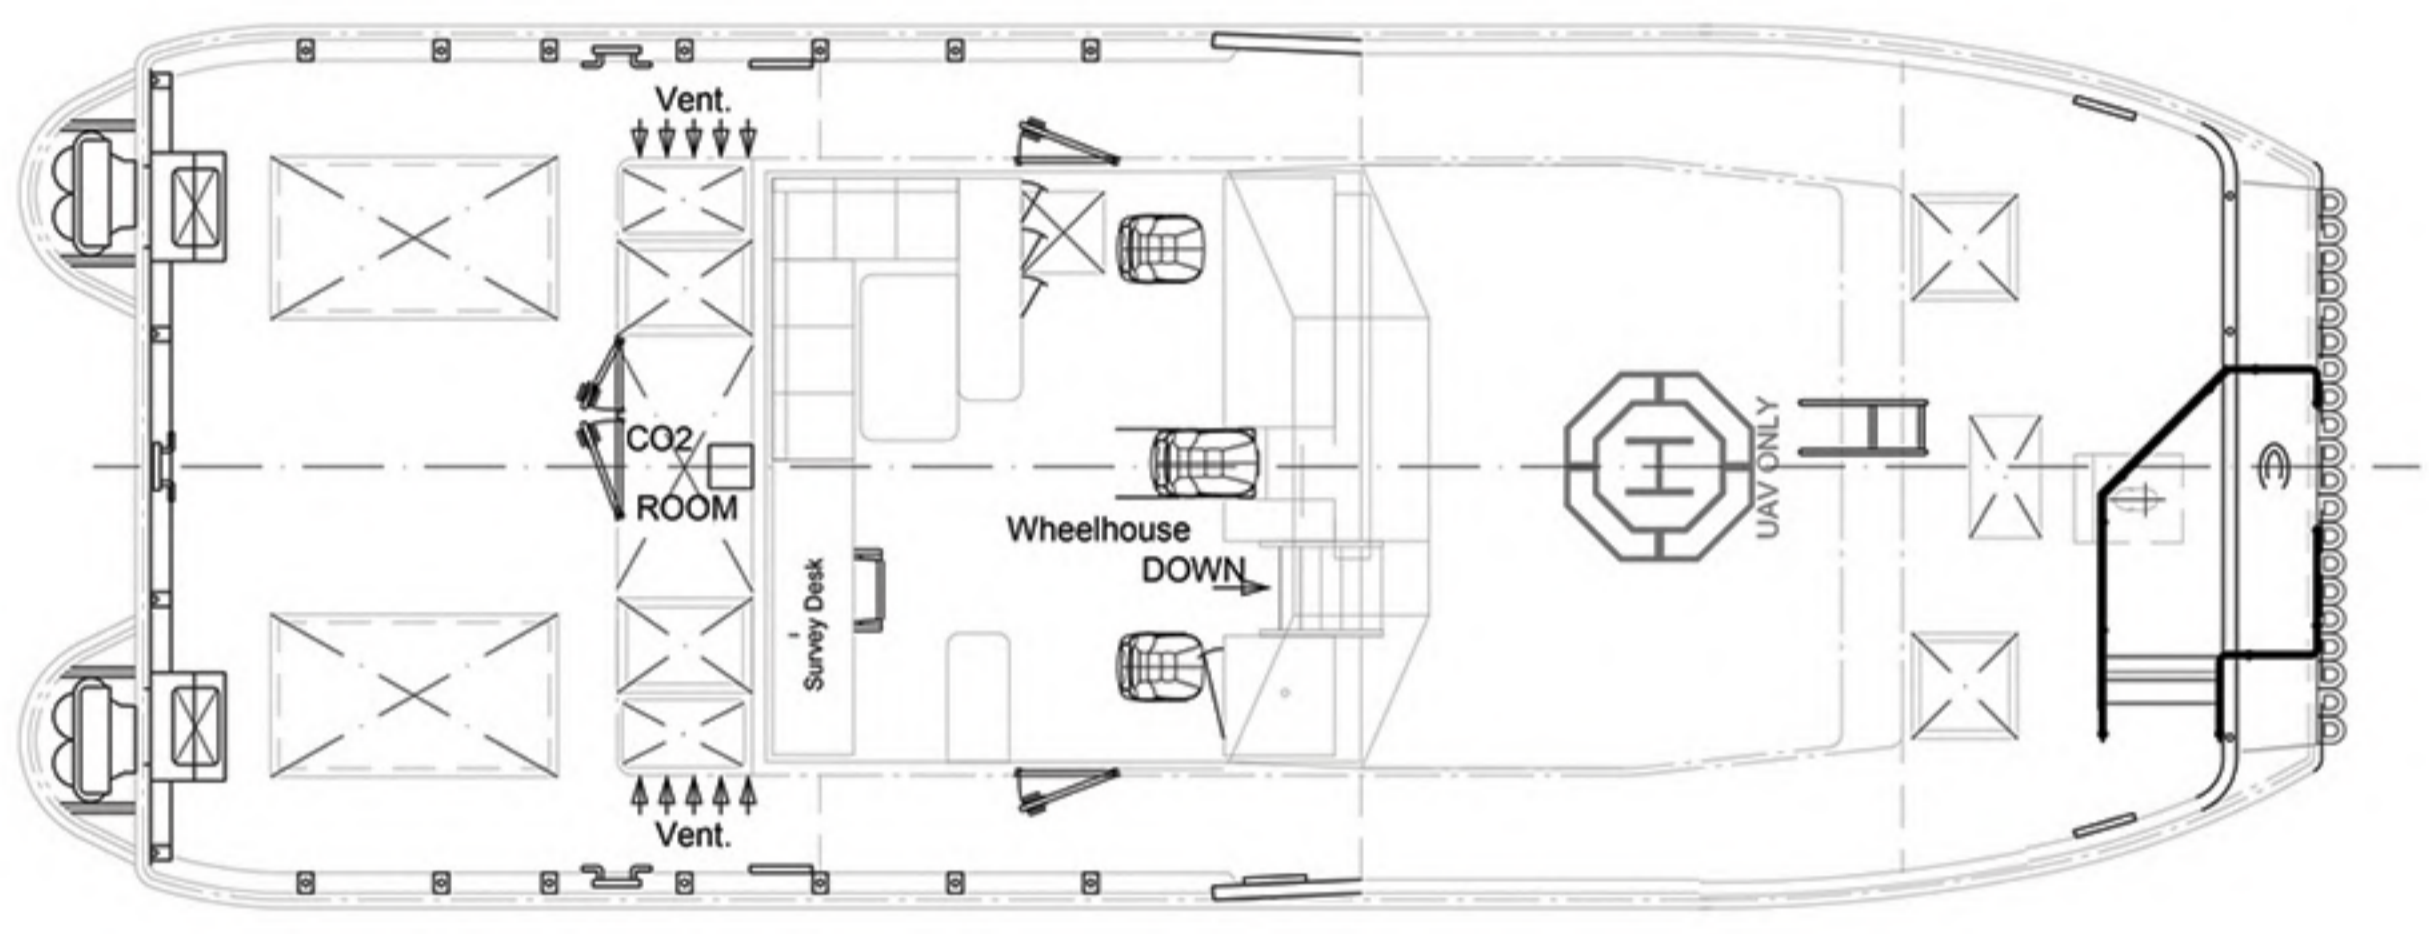 Vent.
CO2
ROOM
Wheelhouse
DOWN
Survey Desk
H
UAV ONLY
Vent.